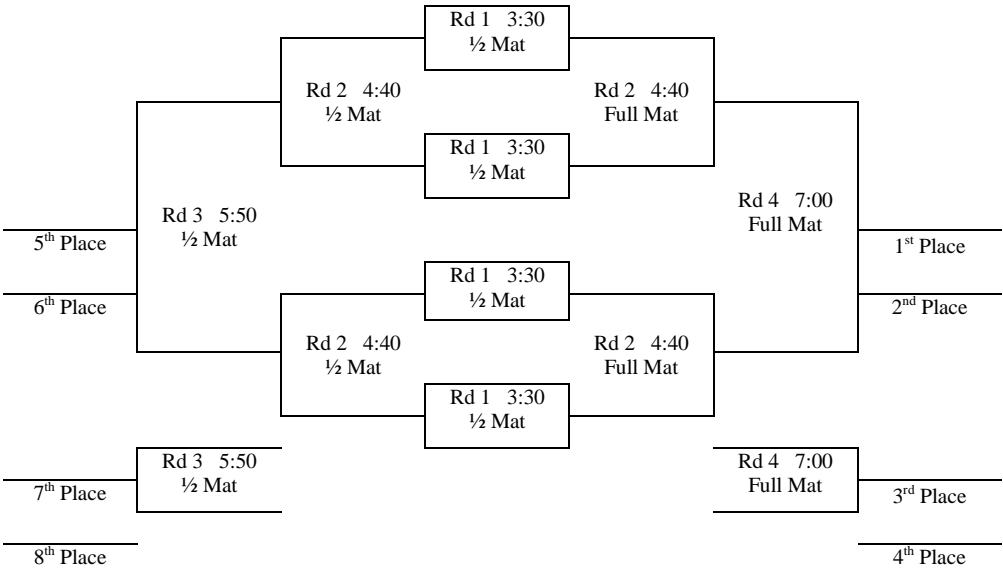 Rd 1 3:30
½ Mat
Rd 2 4:40
½ Mat
Rd 2 4:40
Full Mat
Rd 1 3:30
½ Mat
Rd 3 5:50
½ Mat
Rd 4 7:00
Full Mat
5th Place
1st Place
Rd 1 3:30
½ Mat
6th Place
2nd Place
Rd 2 4:40
½ Mat
Rd 2 4:40
Full Mat
Rd 1 3:30
½ Mat
Rd 3 5:50
½ Mat
Rd 4 7:00
Full Mat
7th Place
3rd Place
8th Place
4th Place